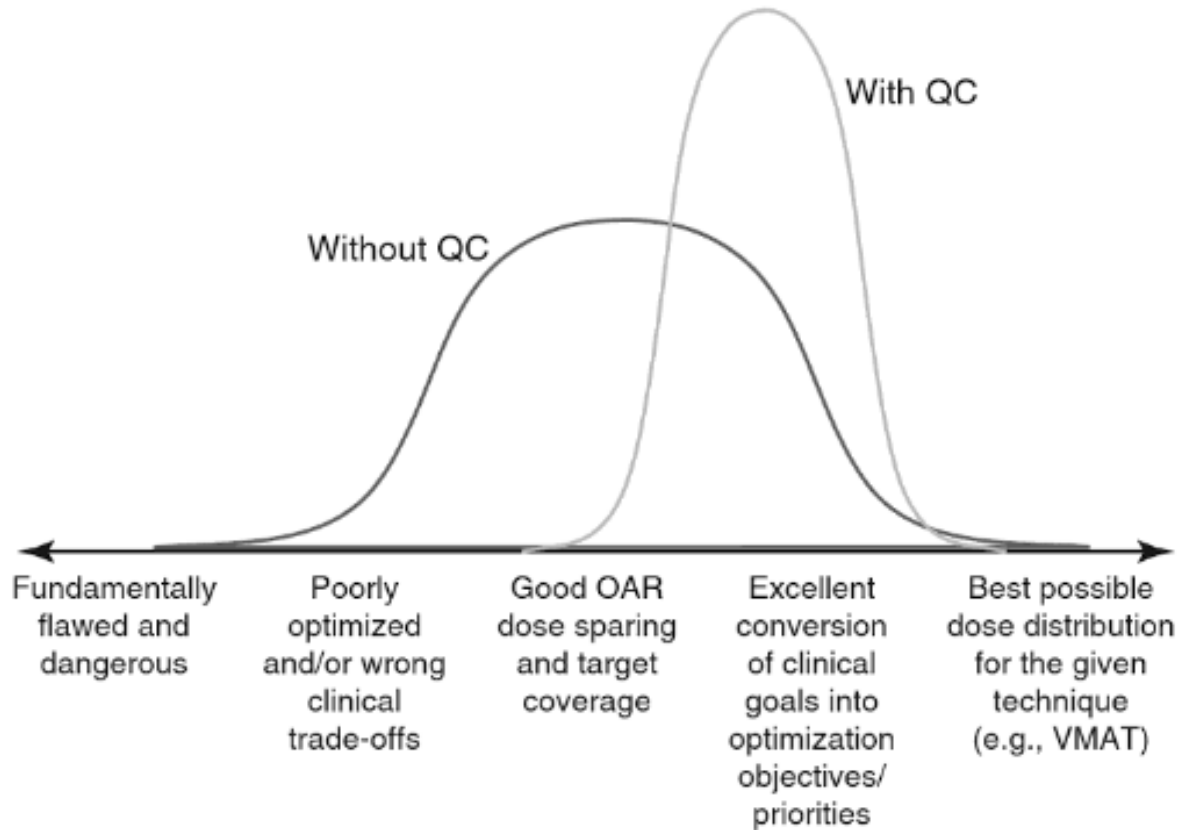 With QC
Without QC
Fundamentally
flawed and
dangerous
Poorly
optimized
and/or wrong
clinical
trade-offs
Good OAR
dose sparing
and target
coverage
Excellent
conversion
of clinical
goals into
optimization
objectives/
priorities
Best possible
dose distribution
for the given
technique
(e.g., VMAT)